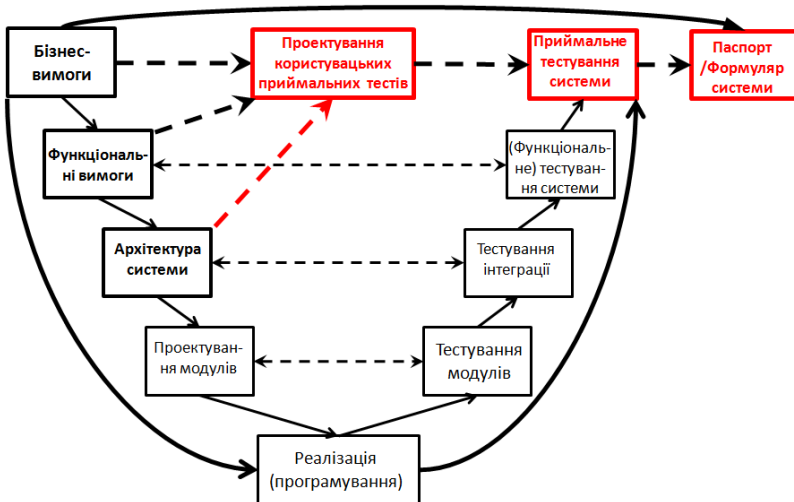 Бізнес-
вимоги
Проектування
користувацьких
приймальних тестів
Приймальне
тестування
системи
Паспорт
/Формуляр
системи
Функціональ-
ні вимоги
(Функціональ-
не) тестуван-
ня системи
Архітектура
системи
Тестування
інтеграції
Проектуван-
ня модулів
Тестування
модулів
Реалізація
(програмування)